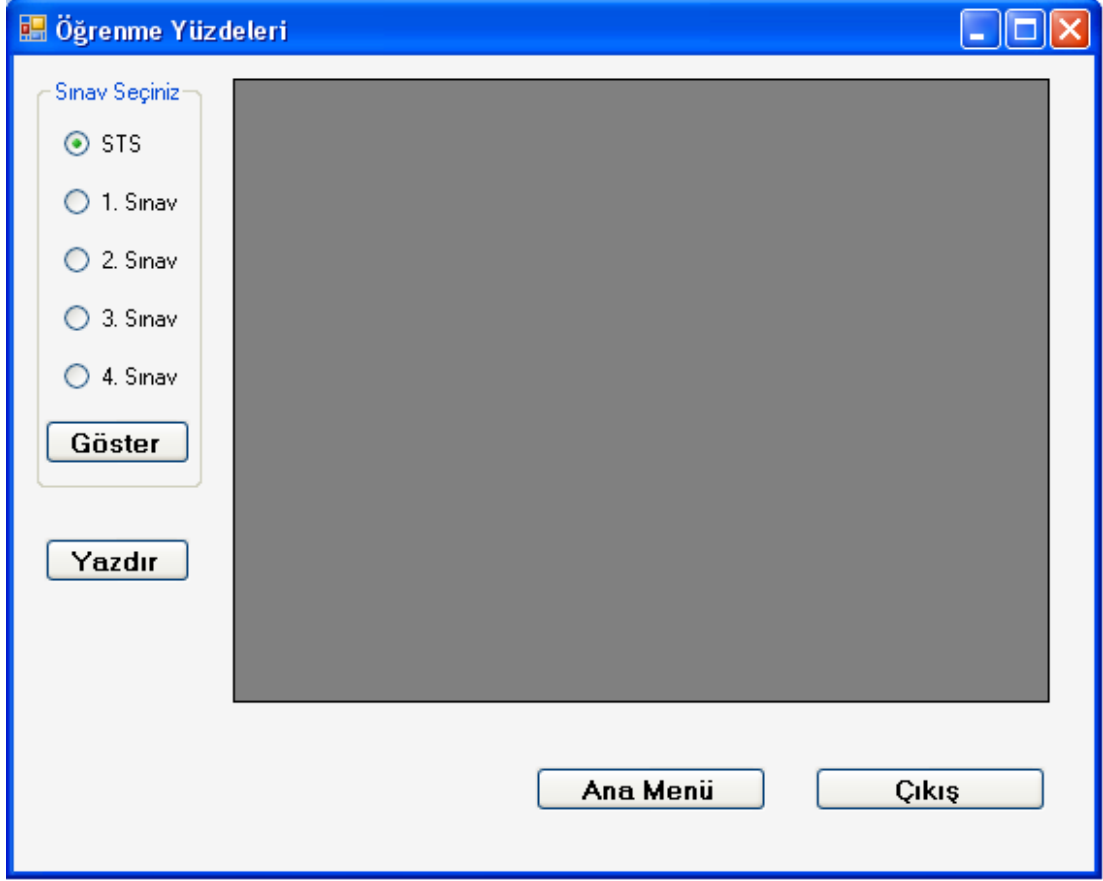 Öğrenme Yüzdeleri
Sınav Seçiniz
STS
1. Sınav
2. Sınav
3. Sınav
4. Sınav
Göster
Yazdır
Ana Menü
Çıkış